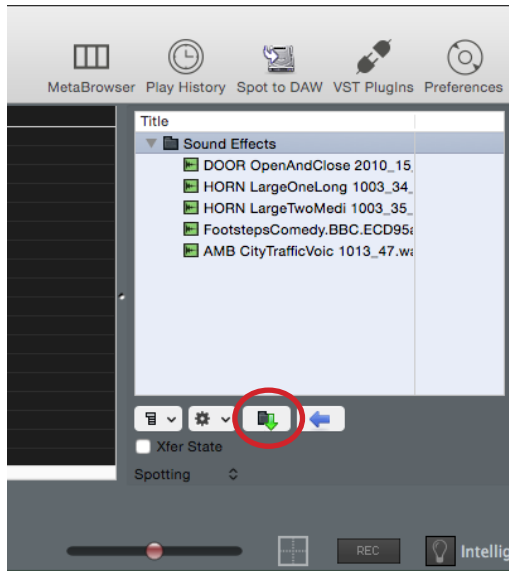 MetaBrowser Play History Spot to DAW VST PlugIns Preferences
Title
Sound Effects
DOOR OpenAndClose 2010_15
HORN LargeOneLong 1003_34_
HORN LargeTwoMedi 1003_35_
FootstepsComedy.BBC.ECD95
AMB CityTrafficVoic 1013_47.wa
Xfer State
Spotting
REC
Intellig